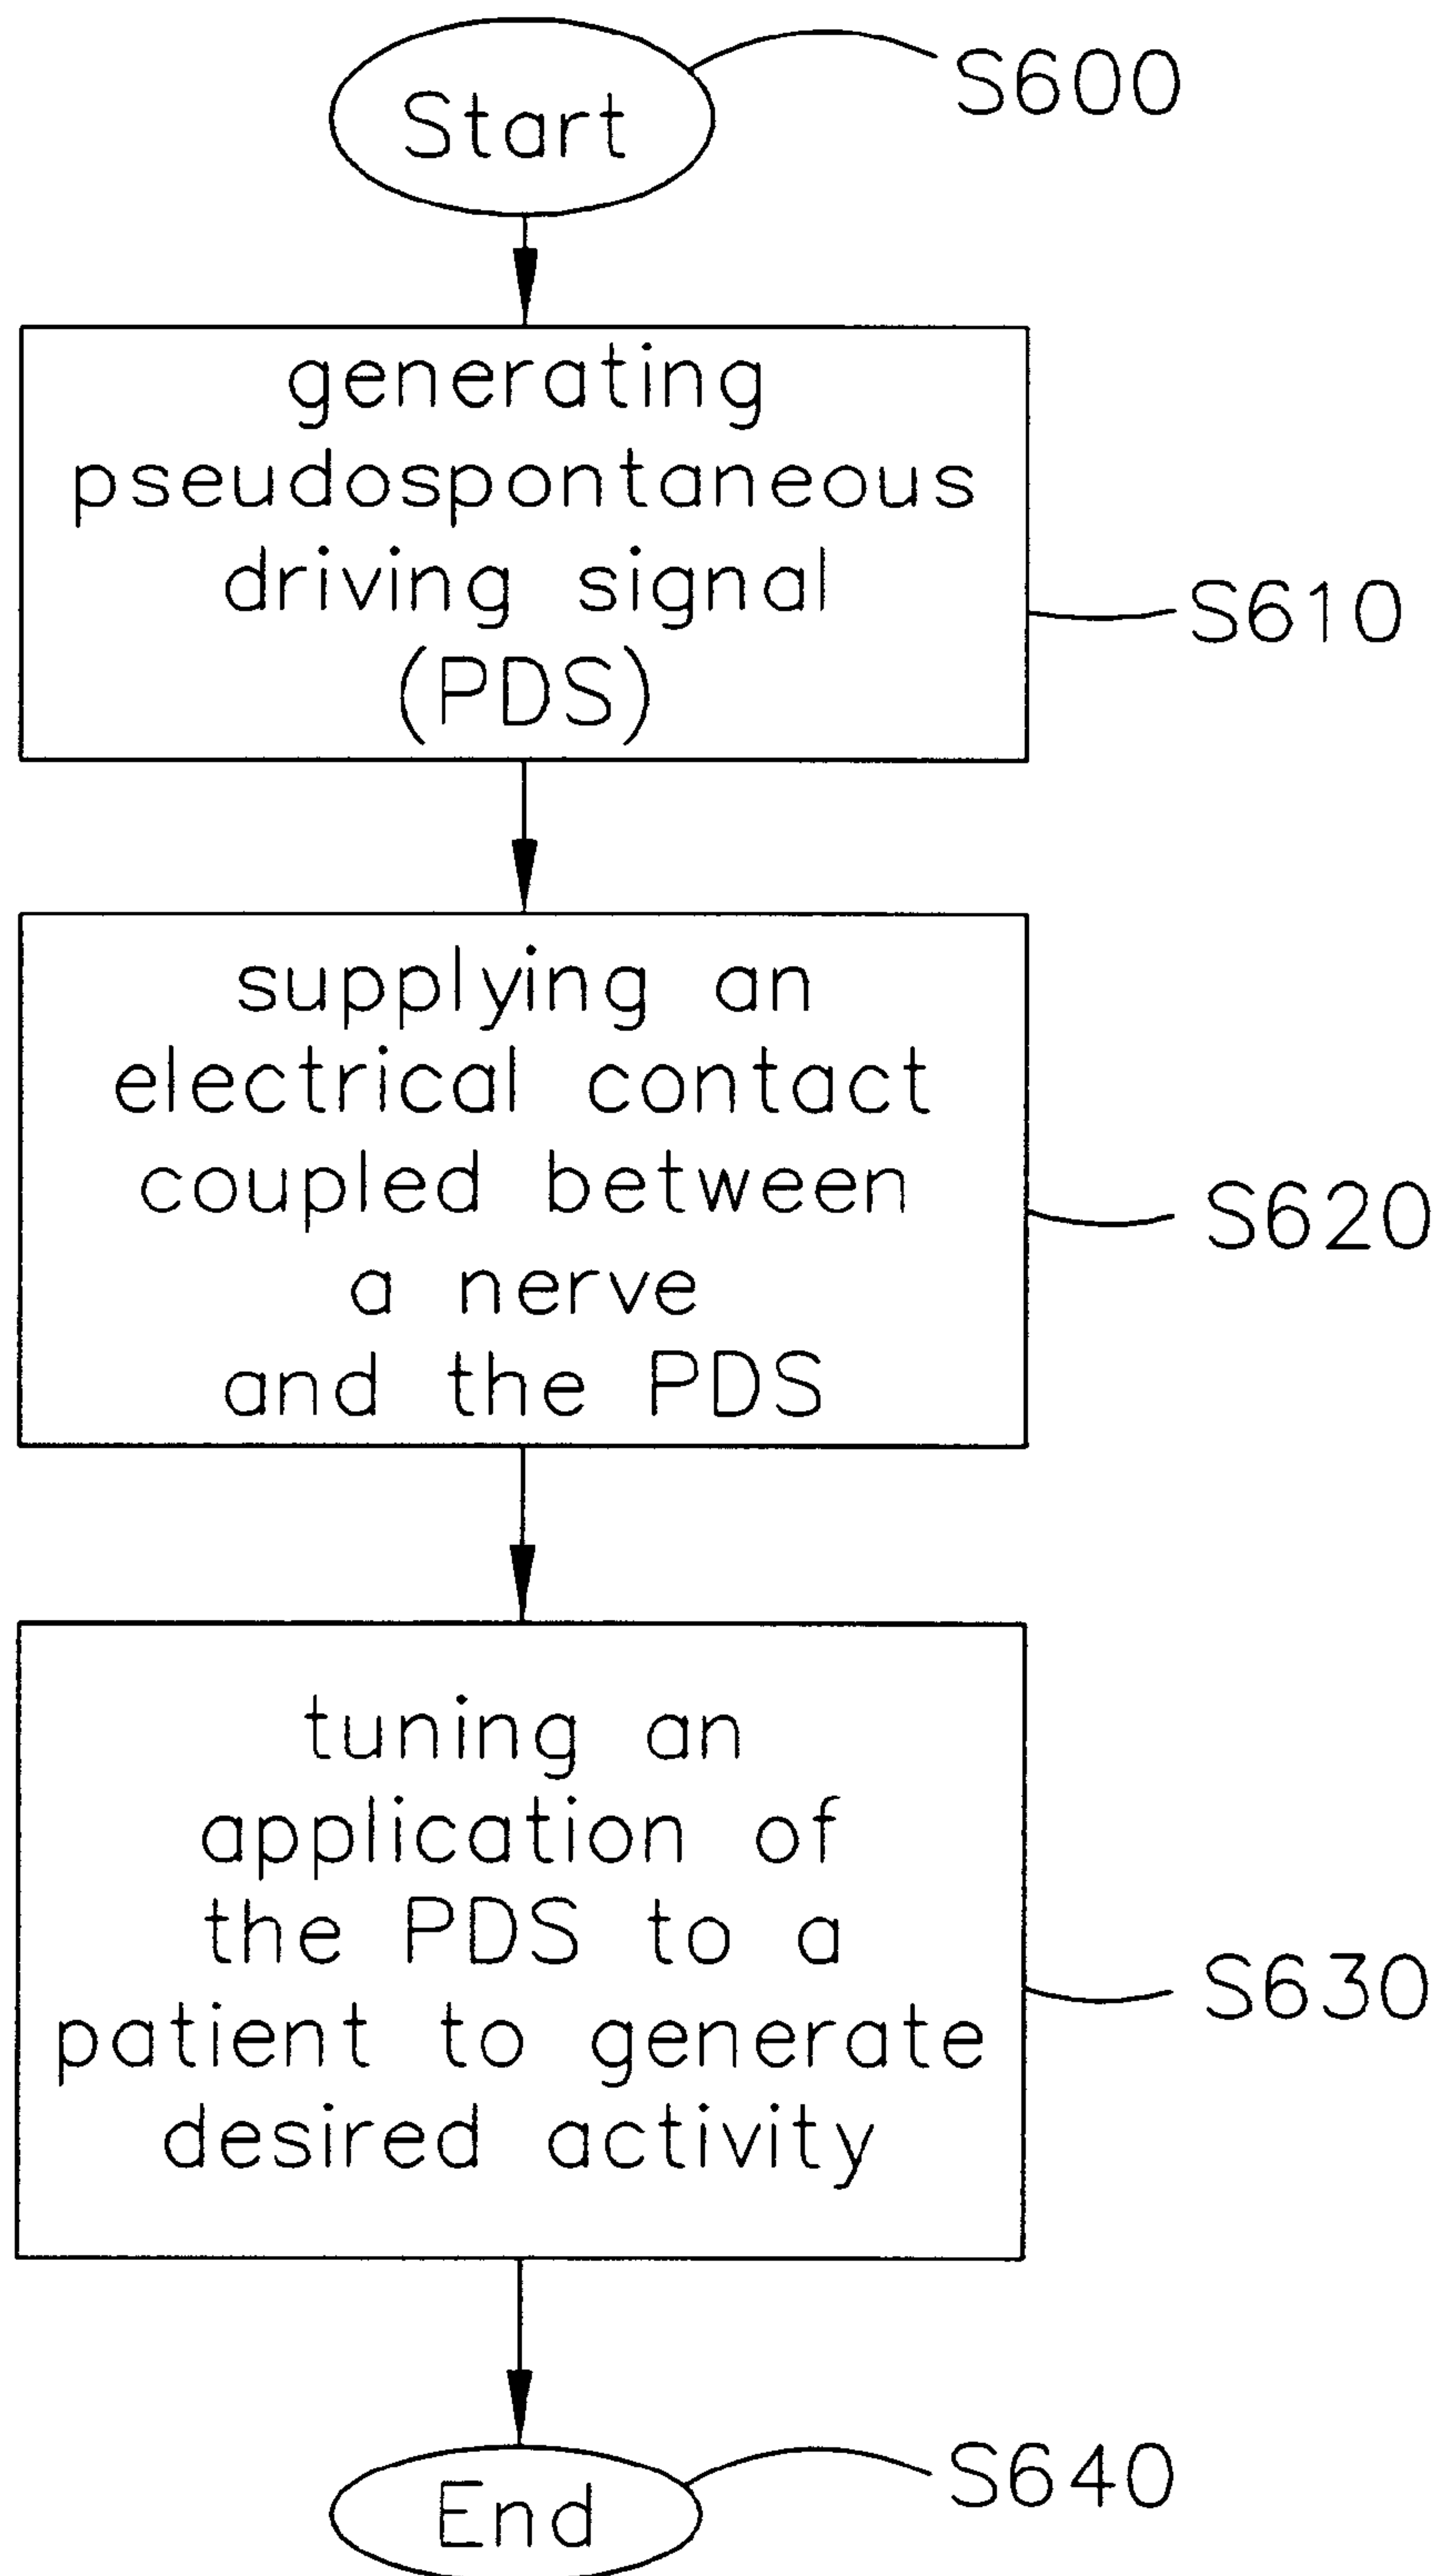 Start
S600
generating
pseudospontaneous
driving signal
(PDS)
S610
supplying an
electrical contact
coupled between
a nerve
and the PDS
S620
tuning an
application of
the PDS to a
patient to generate
desired activity
S630
End
S640